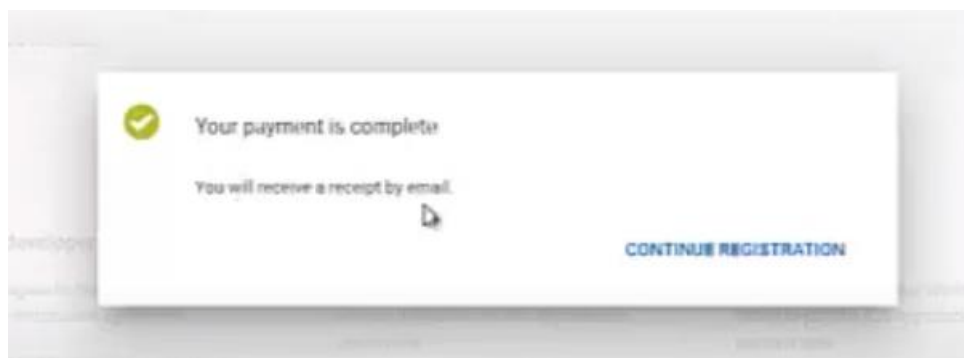 Your payment is complete
You will receive a receipt by email.
CONTINUE REGISTRATION